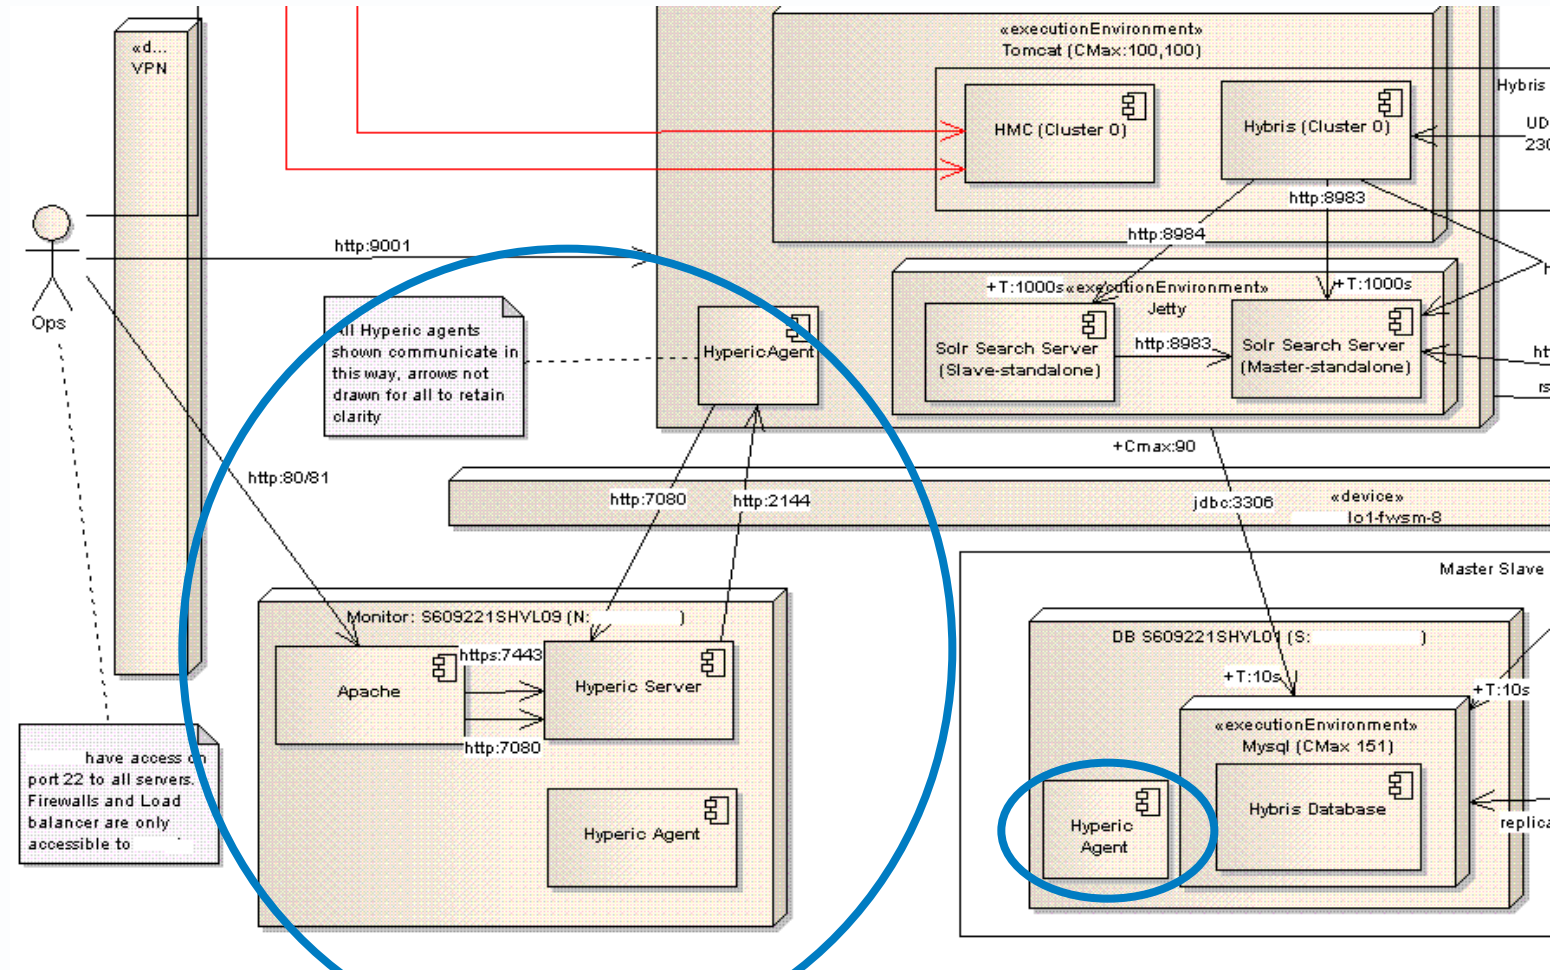 «d...
VPN
«executionEnvironment»
Tomcat (CMax:100,100)
Hybris
HMC (Cluster 0)
Hybris (Cluster 0)
UD
230
http:8983
http:8984
http:9001
Ops
+T:1000s
«executionEnvironment»
Jetty
+T:1000s
Solr Search Server
(Slave-standalone)
http:8983
Solr Search Server
(Master-standalone)
All Hyperic agents
shown communicate in
this way, arrows not
drawn for all to retain
clarity
HypericAgent
+Cmax:90
http:80/81
http:7080
http:2144
jdbc:3306
«device»
lo1-fwsm-8
Master Slave
Monitor: S609221SHVL09 (N: )
Apache
https:7443
http:7080
Hyperic Server
Hyperic Agent
DB S609221SHVL01 (S: )
+T:10s
+T:10s
«executionEnvironment»
Mysql (CMax 151)
Hybris Database
Hyperic
Agent
replica
have access on
port 22 to all servers.
Firewalls and Load
balancer are only
accessible to